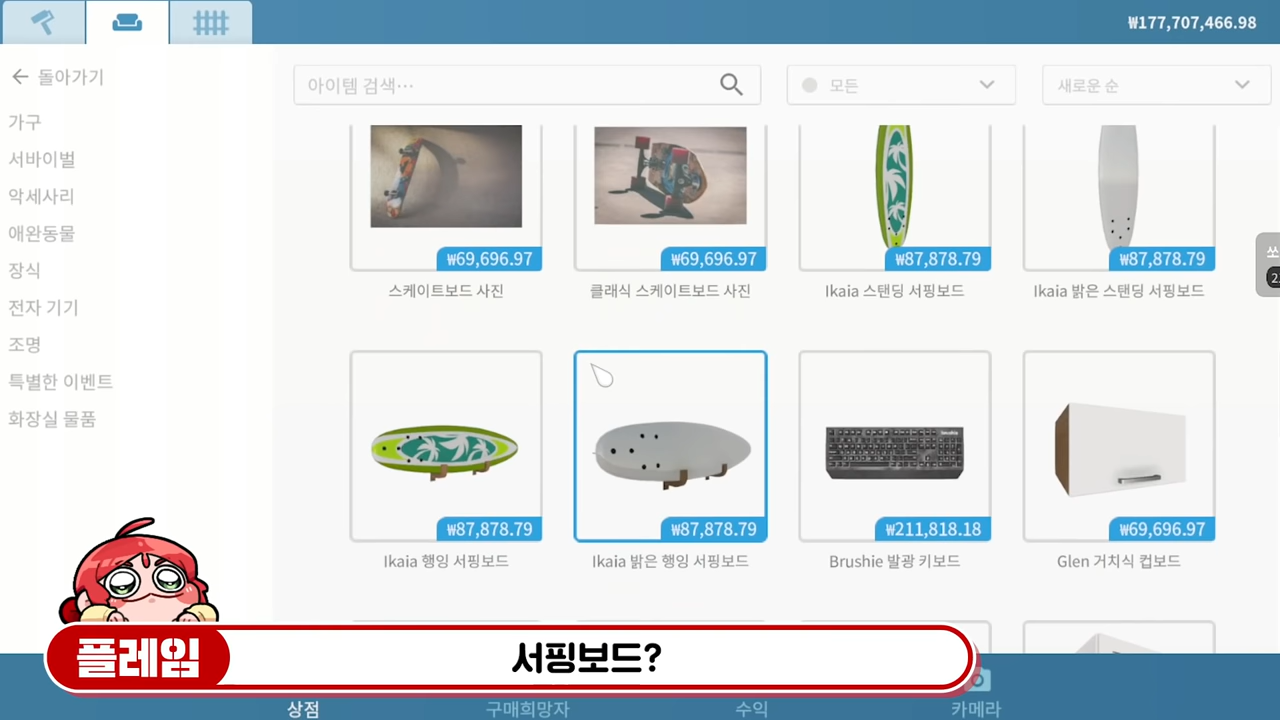 ₩177,707,466.98
돌아가기
아이템 검색…
모든
새로운 순
가구
서바이벌
악세사리
애완동물
장식
전자 기기
조명
특별한 이벤트
화장실 물품
₩69,696.97
₩69,696.97
₩87,878.79
₩87,878.79
스케이트보드 사진
클래식 스케이트보드 사진
Ikaia 스탠딩 서핑보드
Ikaia 밝은 스탠딩 서핑보드
쏘
₩87,878.79
₩87,878.79
₩211,818.18
₩69,696.97
Ikaia 행잉 서핑보드
Ikaia 밝은 행잉 서핑보드
Brushie 발광 키보드
Glen 거치식 컵보드
플레임
서핑보드?
상점
구매희망자
수익
카메라